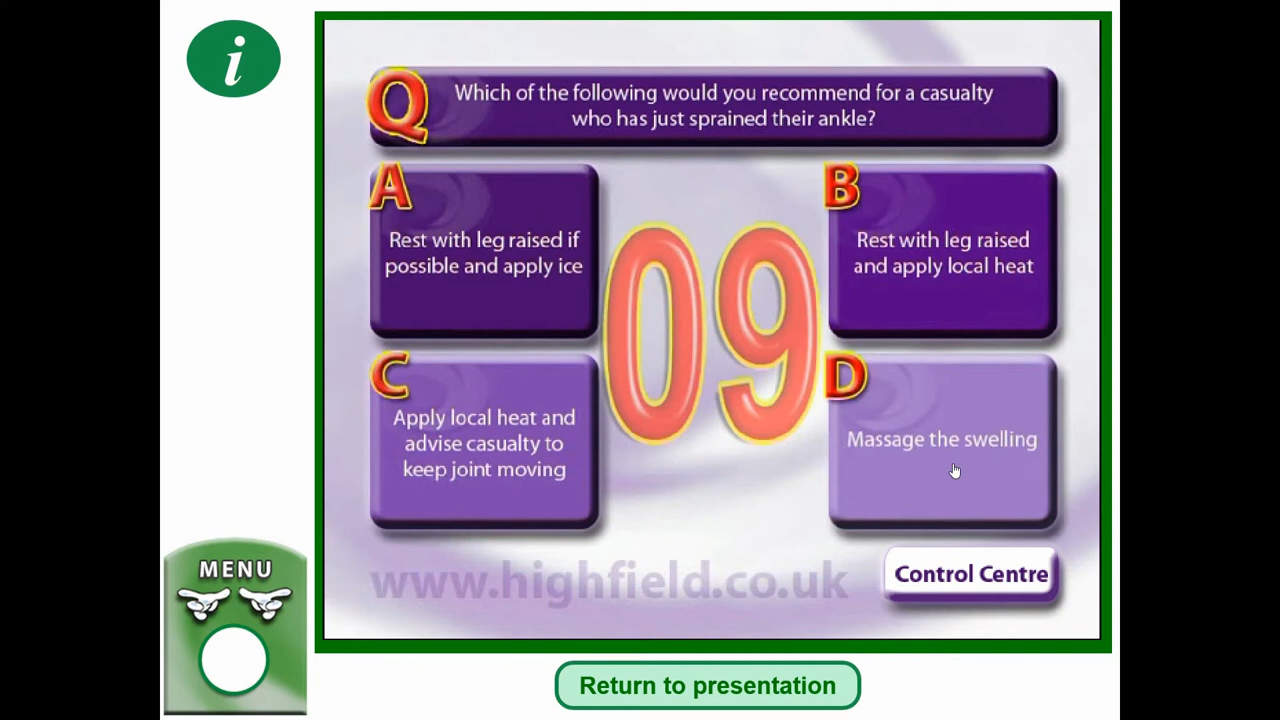 i
Q
Which of the following would you recommend for a casualty
who has just sprained their ankle?
A
Rest with leg raised if
possible and apply ice
B
Rest with leg raised
and apply local heat
09
C
Apply local heat and
advise casualty to
keep joint moving
D
Massage the swelling
www.highfield.co.uk
Control Centre
MENU
Return to presentation